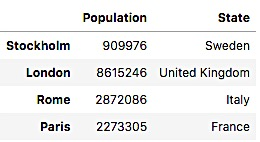 Population State
Stockholm 909976 Sweden
London 8615246 United Kingdom
Rome 2872086 Italy
Paris 2273305 France